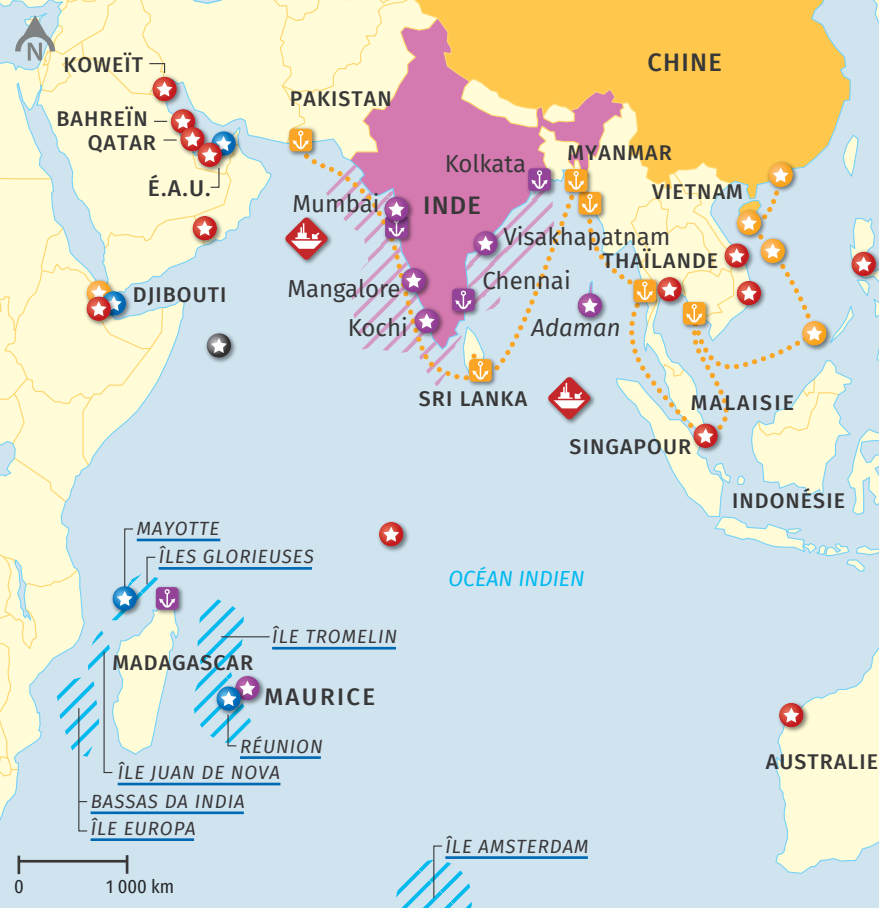 N
KOWEÏT
CHINE
PAKISTAN
BAHREÏN
QATAR
MYANMAR
Kolkata
É.A.U.
VIETNAM
Mumbai
INDE
Visakhapatnam
THAÏLANDE
Chennai
Mangalore
DJIBOUTI
Kochi
Adaman
SRI LANKA
MALAISIE
SINGAPOUR
INDONÉSIE
MAYOTTE
ÎLES GLORIEUSES
OCÉAN INDIEN
ÎLE TROMELIN
MADAGASCAR
MAURICE
RÉUNION
AUSTRALIE
ÎLE JUAN DE NOVA
BASSAS DA INDIA
ÎLE EUROPA
ÎLE AMSTERDAM
0
1 000 km